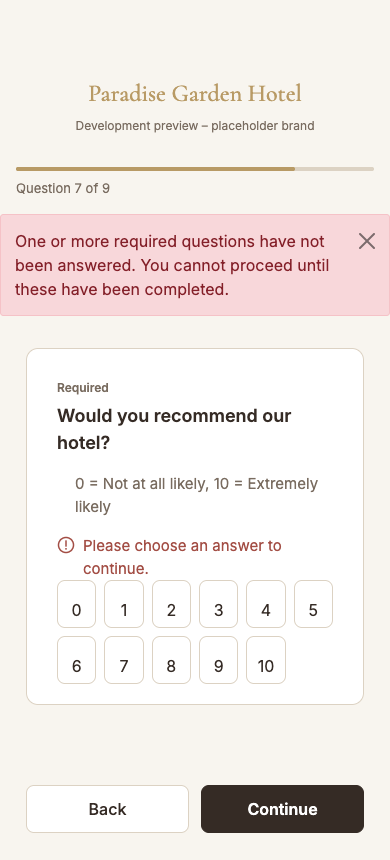 Paradise Garden Hotel
Development preview – placeholder brand
Question 7 of 9
One or more required questions have not
been answered. You cannot proceed until
these have been completed.
Required
Would you recommend our
hotel?
0 = Not at all likely, 10 = Extremely
likely
Please choose an answer to
continue.
0 1 2 3 4 5
6 7 8 9 10
Back Continue